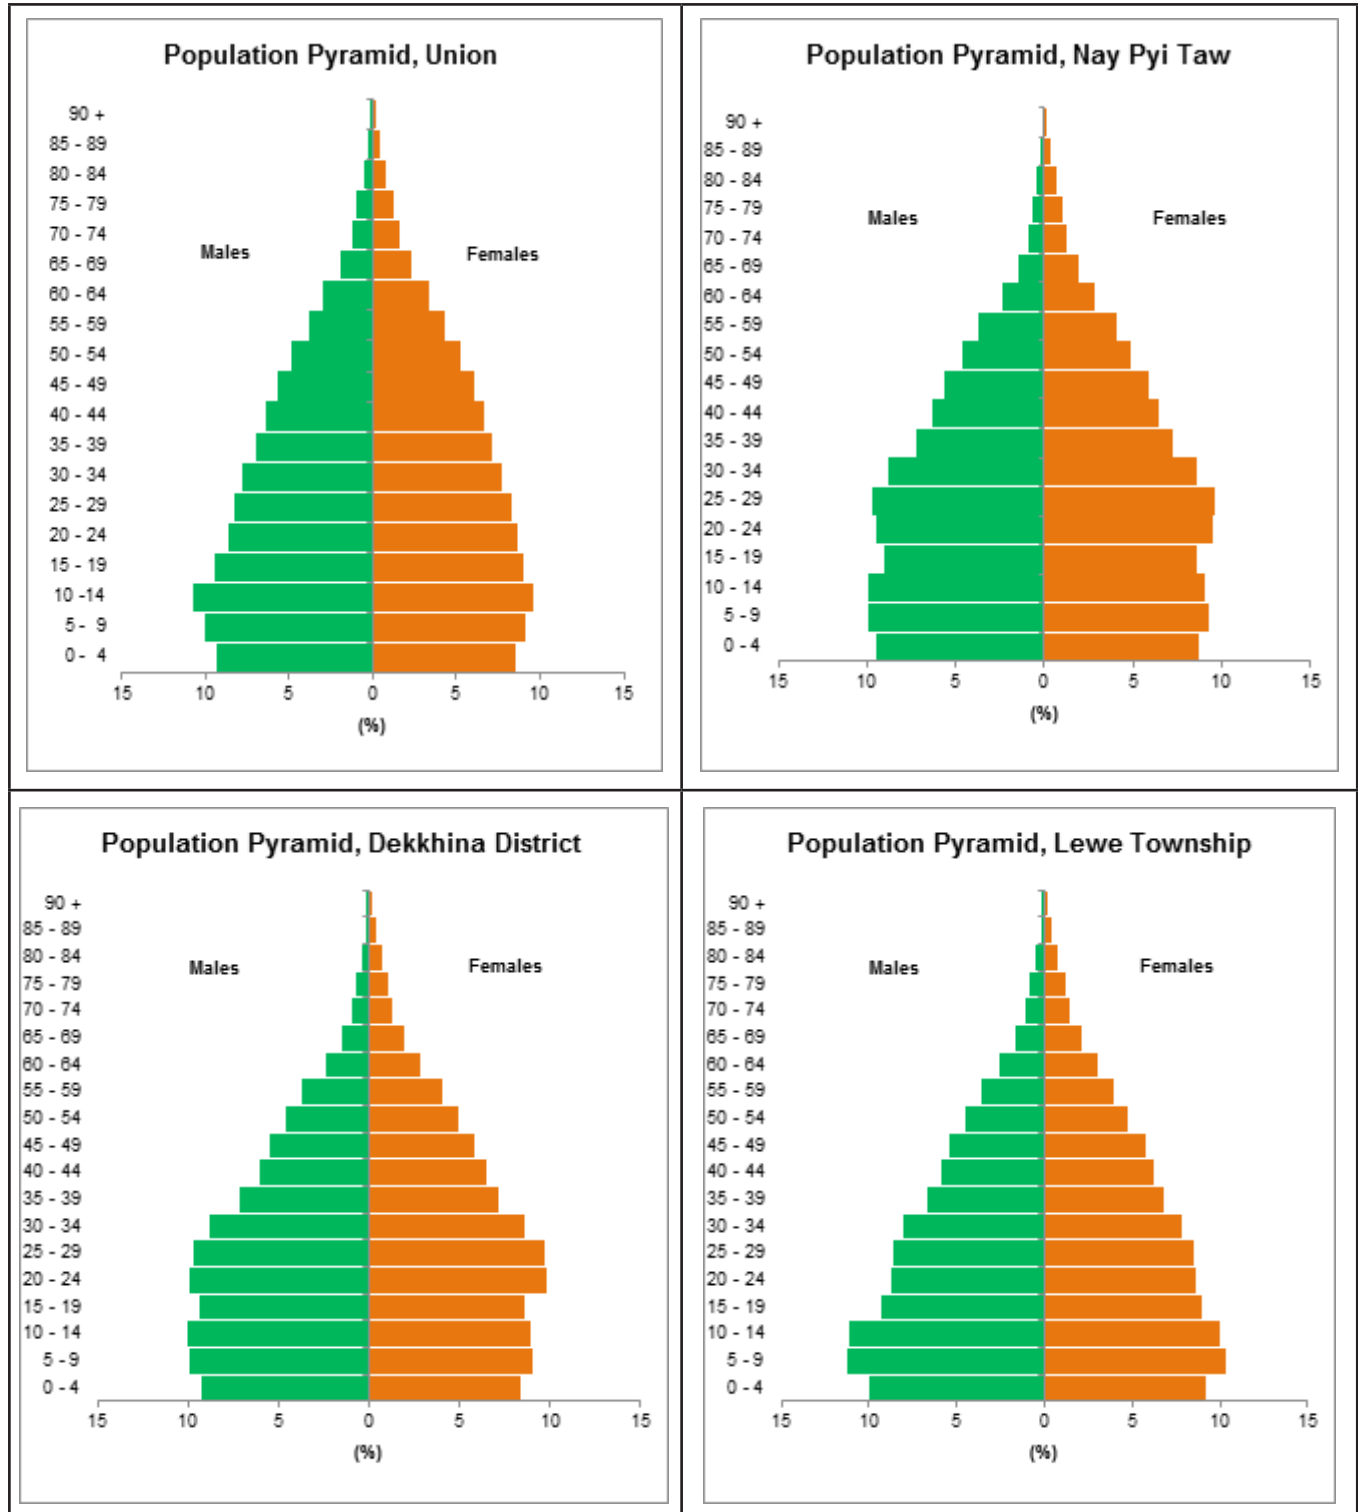 Population Pyramid, Union
90 +
85 - 89
80 - 84
75 - 79
70 - 74
65 - 69
60 - 64
55 - 59
50 - 54
45 - 49
40 - 44
35 - 39
30 - 34
25 - 29
20 - 24
15 - 19
10 -14
5 - 9
0 - 4
Males
Females
15 10 5 0 5 10 15
(%)
Population Pyramid, Nay Pyi Taw
90 +
85 - 89
80 - 84
75 - 79
70 - 74
65 - 69
60 - 64
55 - 59
50 - 54
45 - 49
40 - 44
35 - 39
30 - 34
25 - 29
20 - 24
15 - 19
10 - 14
5 - 9
0 - 4
Males
Females
15 10 5 0 5 10 15
(%)
Population Pyramid, Dekkhina District
90 +
85 - 89
80 - 84
75 - 79
70 - 74
65 - 69
60 - 64
55 - 59
50 - 54
45 - 49
40 - 44
35 - 39
30 - 34
25 - 29
20 - 24
15 - 19
10 - 14
5 - 9
0 - 4
Males
Females
15 10 5 0 5 10 15
(%)
Population Pyramid, Lewe Township
90 +
85 - 89
80 - 84
75 - 79
70 - 74
65 - 69
60 - 64
55 - 59
50 - 54
45 - 49
40 - 44
35 - 39
30 - 34
25 - 29
20 - 24
15 - 19
10 - 14
5 - 9
0 - 4
Males
Females
15 10 5 0 5 10 15
(%)